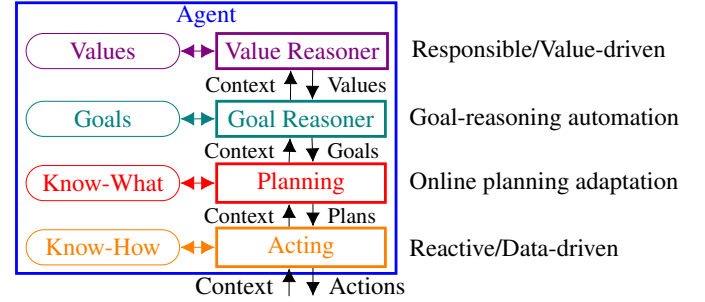 Agent
Values Value Reasoner Responsible/Value-driven
Context Values
Goals Goal Reasoner Goal-reasoning automation
Context Goals
Know-What Planning Online planning adaptation
Context Plans
Know-How Acting Reactive/Data-driven
Context Actions